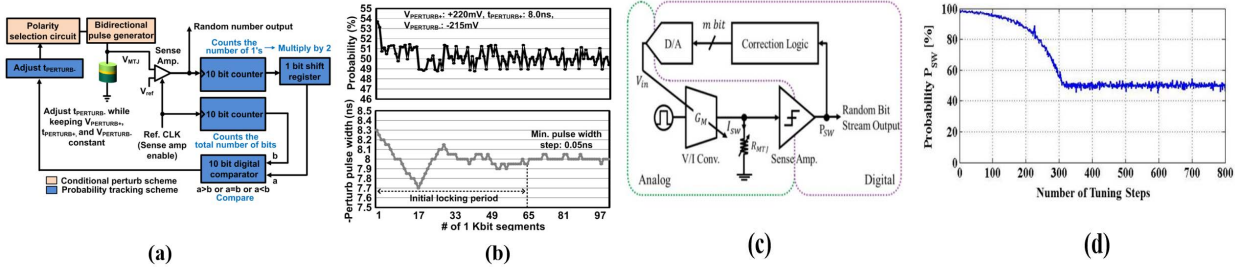 Polarity
selection circuit
Bidirectional
pulse generator
Random number output
Sense
Amp.
Counts the
number of 1's
Multiply by 2
Adjust tPERTURB-
VMTJ
Vref
10 bit counter
1 bit shift
register
10 bit counter
Adjust tPERTURB- while
keeping VPERTURB+,
tPERTURB+, and VPERTURB-
constant
Ref. CLK
(Sense amp
enable)
Counts the
total number of bits
10 bit digital
comparator
b
a
a>b or a=b or a<b
Compare
Conditional perturb scheme
Probability tracking scheme
(a)
VPERTURB+: +220mV, tPERTURB+: 8.0ns,
VPERTURB-: -215mV
Probability (%)
55
54
53
52
51
50
49
48
47
46
-Perturb pulse width (ns)
8.5
8.4
8.3
8.2
8.1
8
7.9
7.8
7.7
7.6
7.5
Min. pulse width
step: 0.05ns
Initial locking period
1 17 33 49 65 81 97
# of 1 Kbit segments
(b)
D/A
m bit
Correction Logic
Vin
GM
V/I Conv.
ISW
RMTJ
Sense Amp.
PSW
Random Bit
Stream Output
Analog
Digital
(c)
Probability PSW [%]
100
80
60
40
20
0
0 100 200 300 400 500 600 700 800
Number of Tuning Steps
(d)